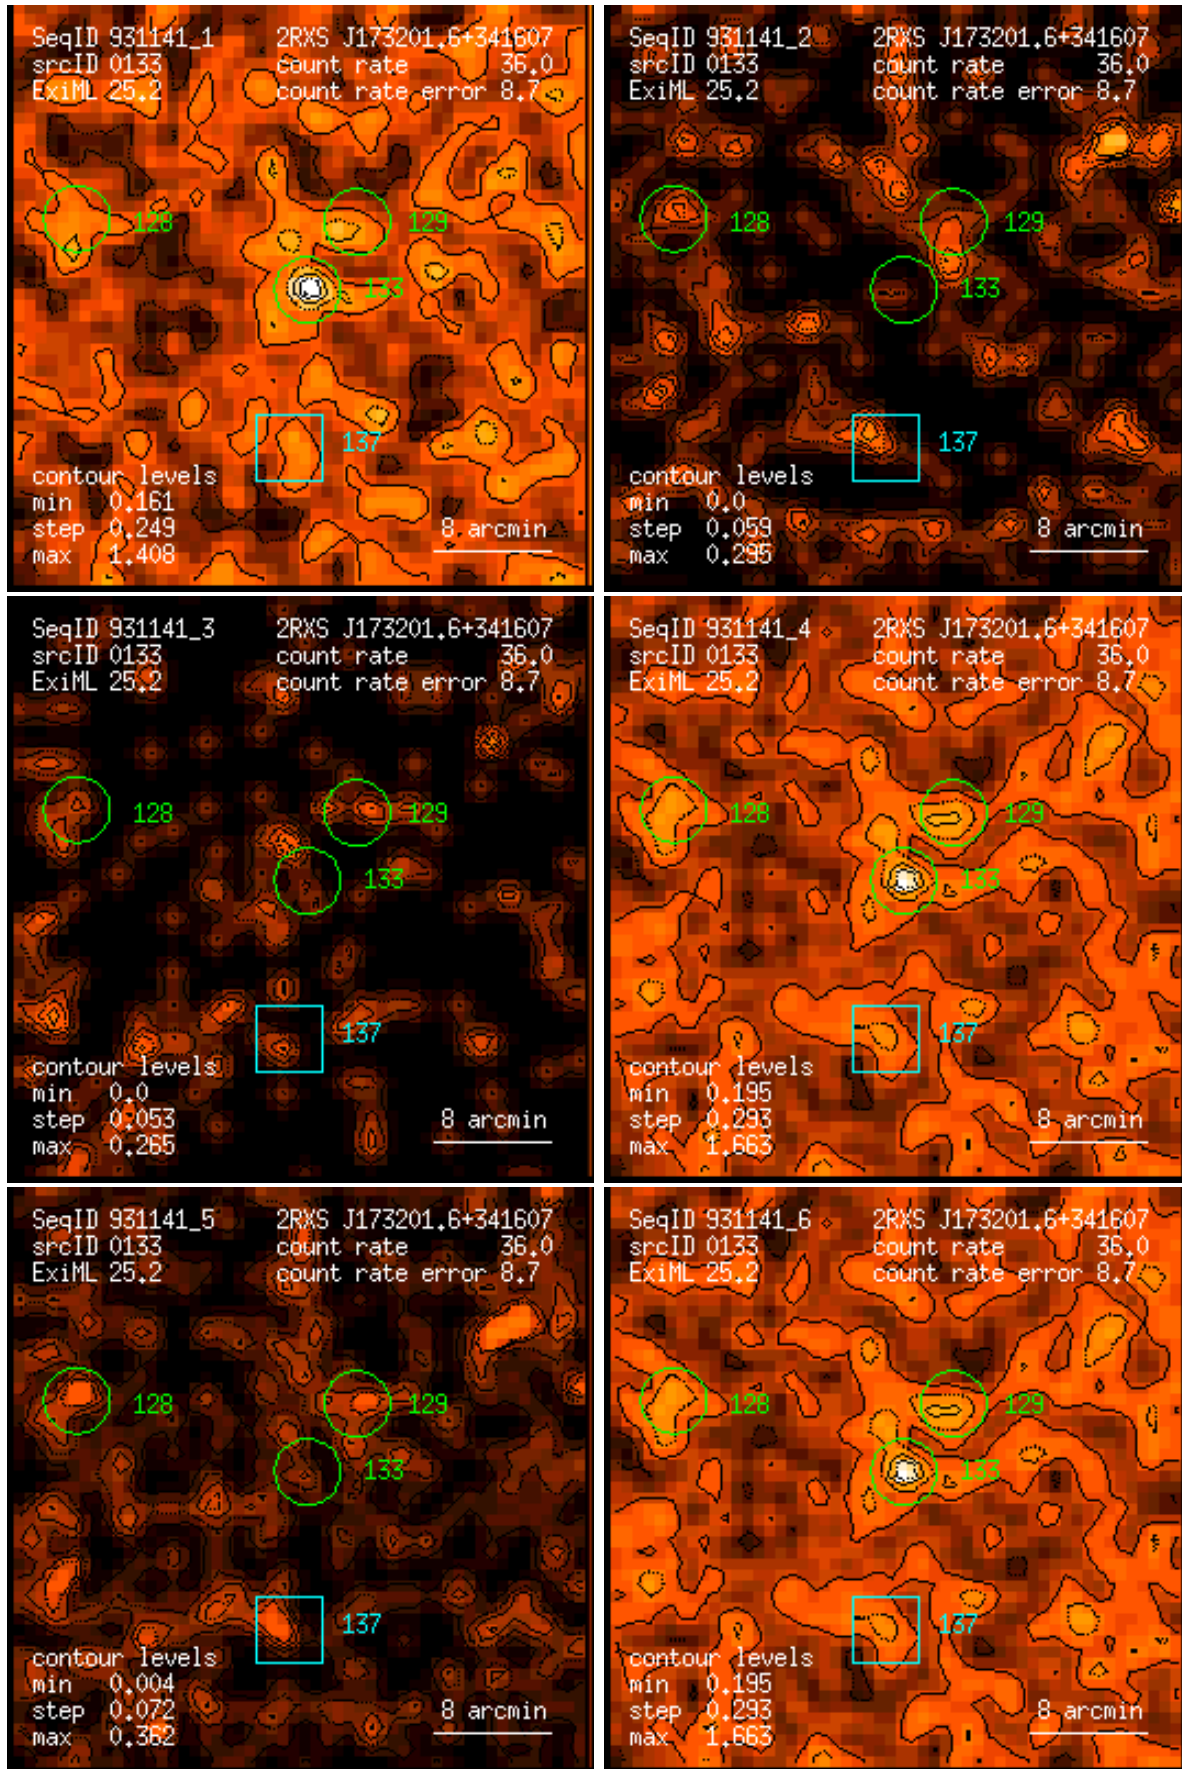 SeqID 931141_1 2RXS J173201.6+341607
srcID 0133 count rate 36.0
ExiML 25.2 count rate error 8.7
128 129
133
137
contour levels
min 0.161
step 0.249 8 arcmin
max 1.408
SeqID 931141_2 2RXS J173201.6+341607
srcID 0133 count rate 36.0
ExiML 25.2 count rate error 8.7
128 129
133
137
contour levels
min 0.0
step 0.059 8 arcmin
max 0.295
SeqID 931141_3 2RXS J173201.6+341607
srcID 0133 count rate 36.0
ExiML 25.2 count rate error 8.7
128 129
133
137
contour levels
min 0.0
step 0.053 8 arcmin
max 0.265
SeqID 931141_4 2RXS J173201.6+341607
srcID 0133 count rate 36.0
ExiML 25.2 count rate error 8.7
128 129
133
137
contour levels
min 0.195
step 0.293 8 arcmin
max 1.663
SeqID 931141_5 2RXS J173201.6+341607
srcID 0133 count rate 36.0
ExiML 25.2 count rate error 8.7
128 129
133
137
contour levels
min 0.004
step 0.072 8 arcmin
max 0.362
SeqID 931141_6 2RXS J173201.6+341607
srcID 0133 count rate 36.0
ExiML 25.2 count rate error 8.7
128 129
133
137
contour levels
min 0.195
step 0.293 8 arcmin
max 1.663